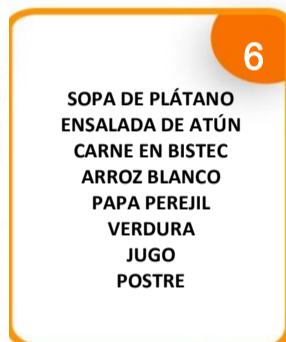 6
SOPA DE PLÁTANO
ENSALADA DE ATÚN
CARNE EN BISTEC
ARROZ BLANCO
PAPA PEREJIL
VERDURA
JUGO
POSTRE